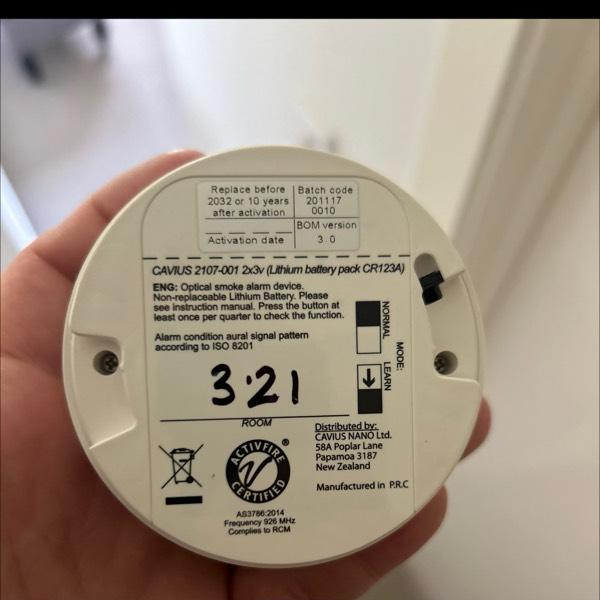 Replace before
2032 or 10 years
after activation
Batch code
201117
0010
Activation date
BOM version
3.0
CAVIUS 2107-001 2x3v (Lithium battery pack CR123A)
ENG: Optical smoke alarm device.
Non-replaceable Lithium Battery. Please
see instruction manual. Press the button at
least once per quarter to check the function.
Alarm condition aural signal pattern
according to ISO 8201
NORMAL
MODE:
LEARN
3.21
ROOM
Distributed by:
CAVIUS NANO Ltd.
58A Poplar Lane
Papamoa 3187
New Zealand
Manufactured in P.R.C
ACTIVFIRE®
CERTIFIED
AS3786:2014
Frequency 926 MHz
Complies to RCM